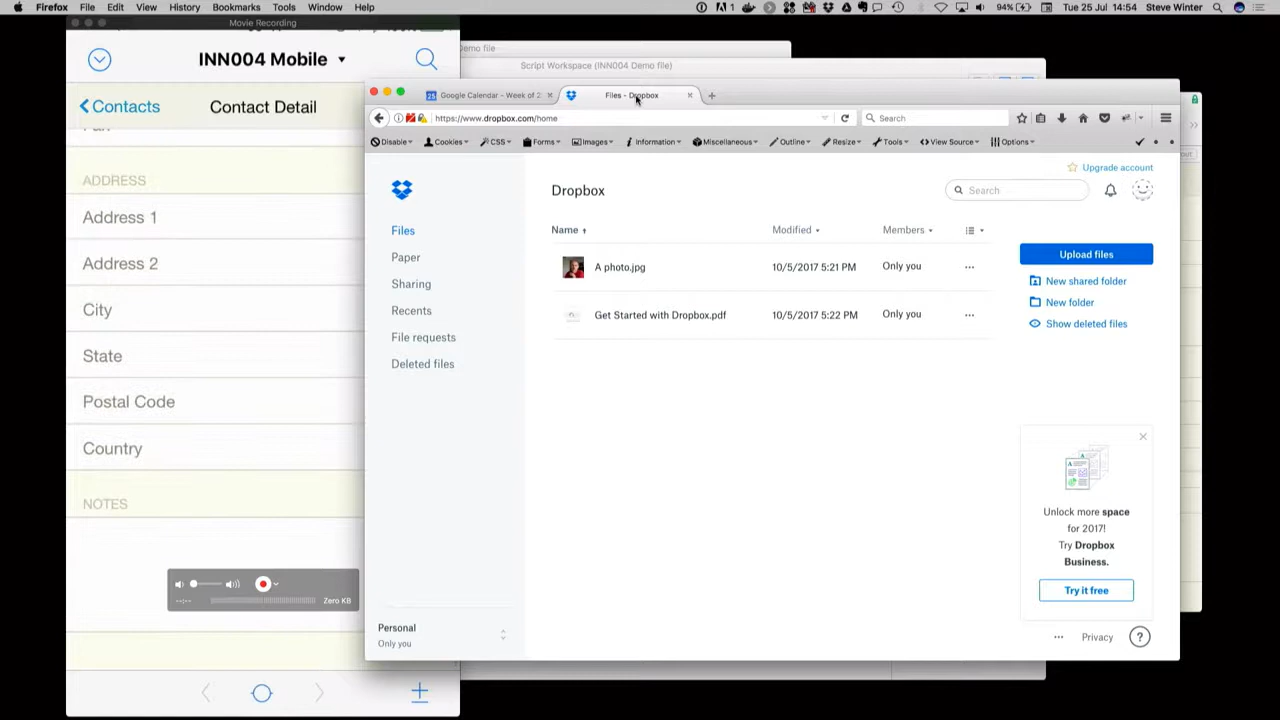 Firefox File Edit View History Bookmarks Tools Window Help
1 94% Tue 25 Jul 14:54 Steve Winter
Movie Recording
INN004 Mobile
Contacts
Contact Detail
ADDRESS
Address 1
Address 2
City
State
Postal Code
Country
NOTES
--:-- Zero KB
Demo file
Script Workspace (INN004 Demo file)
Google Calendar - Week of 2
Files - Dropbox
https://www.dropbox.com/home
Search
Disable Cookies CSS Forms Images Information Miscellaneous Outline Resize Tools View Source Options
Upgrade account
Dropbox
Search
Files
Paper
Sharing
Recents
File requests
Deleted files
Personal
Only you
Name Modified Members
A photo.jpg 10/5/2017 5:21 PM Only you
Get Started with Dropbox.pdf 10/5/2017 5:22 PM Only you
Upload files
New shared folder
New folder
Show deleted files
Unlock more space
for 2017!
Try Dropbox
Business.
Try it free
Privacy